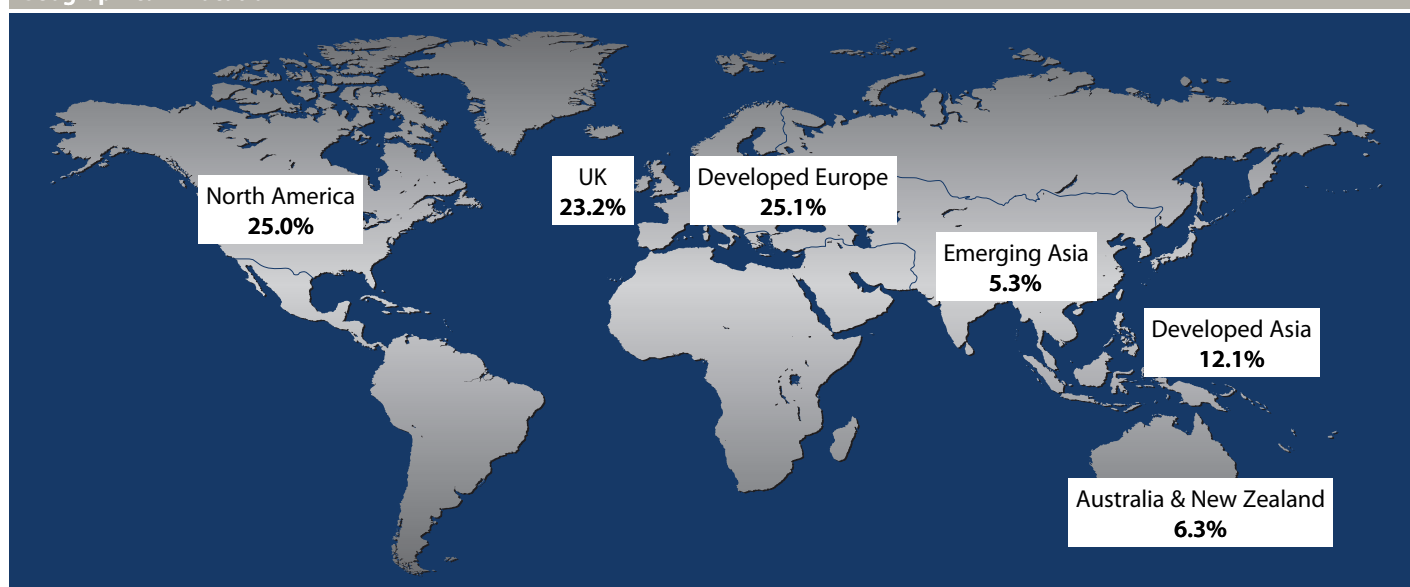 North America
25.0%
UK
23.2%
Developed Europe
25.1%
Emerging Asia
5.3%
Developed Asia
12.1%
Australia & New Zealand
6.3%